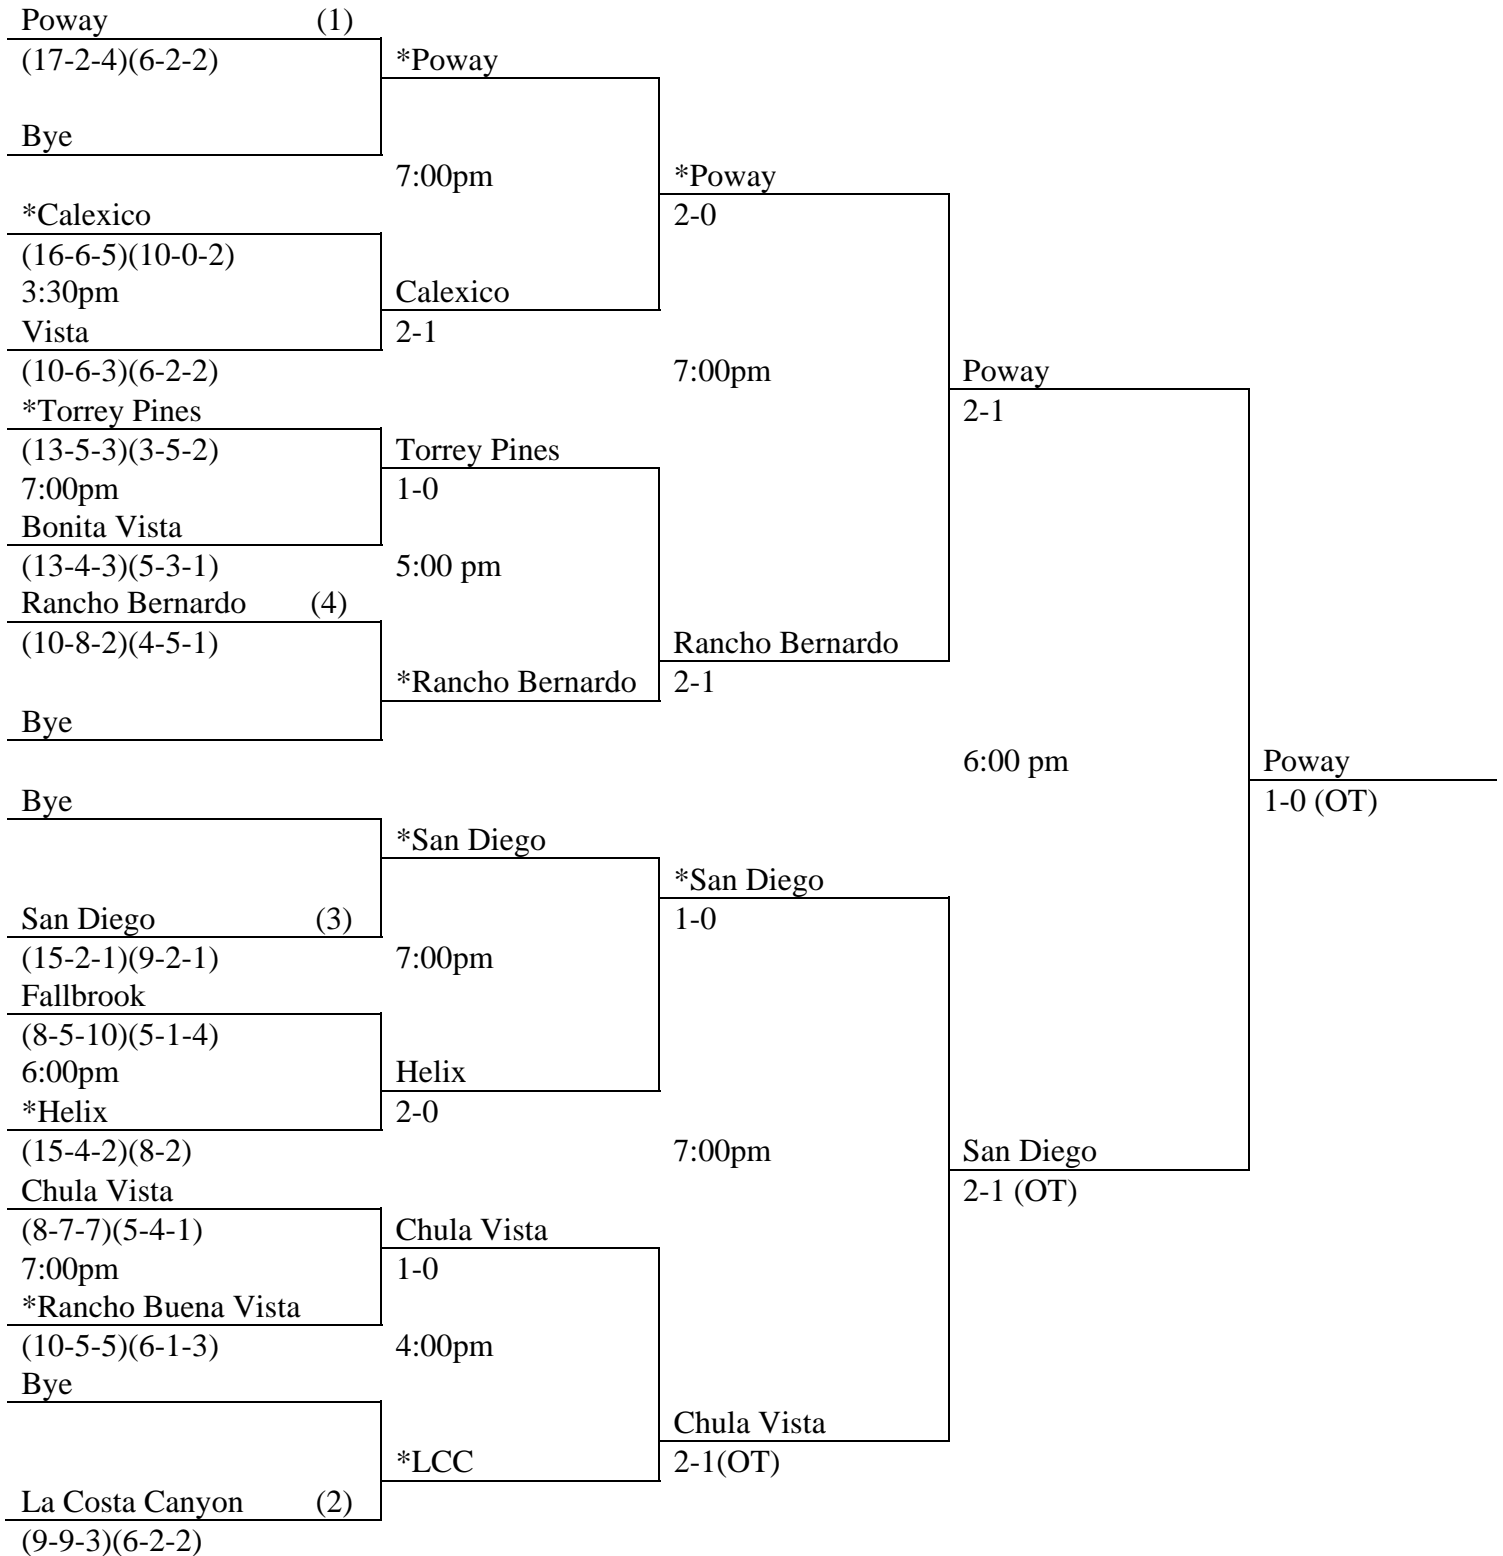 Poway (1)
(17-2-4)(6-2-2)
*Poway
Bye
7:00pm
*Poway
*Calexico
2-0
(16-6-5)(10-0-2)
3:30pm
Calexico
Vista
2-1
(10-6-3)(6-2-2)
7:00pm
Poway
*Torrey Pines
2-1
(13-5-3)(3-5-2)
Torrey Pines
7:00pm
1-0
Bonita Vista
(13-4-3)(5-3-1)
5:00 pm
Rancho Bernardo (4)
(10-8-2)(4-5-1)
Rancho Bernardo
*Rancho Bernardo
2-1
Bye
6:00 pm
Poway
Bye
1-0 (OT)
*San Diego
*San Diego
San Diego (3)
1-0
(15-2-1)(9-2-1)
7:00pm
Fallbrook
(8-5-10)(5-1-4)
6:00pm
Helix
*Helix
2-0
(15-4-2)(8-2)
7:00pm
San Diego
Chula Vista
2-1 (OT)
(8-7-7)(5-4-1)
Chula Vista
7:00pm
1-0
*Rancho Buena Vista
(10-5-5)(6-1-3)
4:00pm
Bye
Chula Vista
*LCC
2-1(OT)
La Costa Canyon (2)
(9-9-3)(6-2-2)